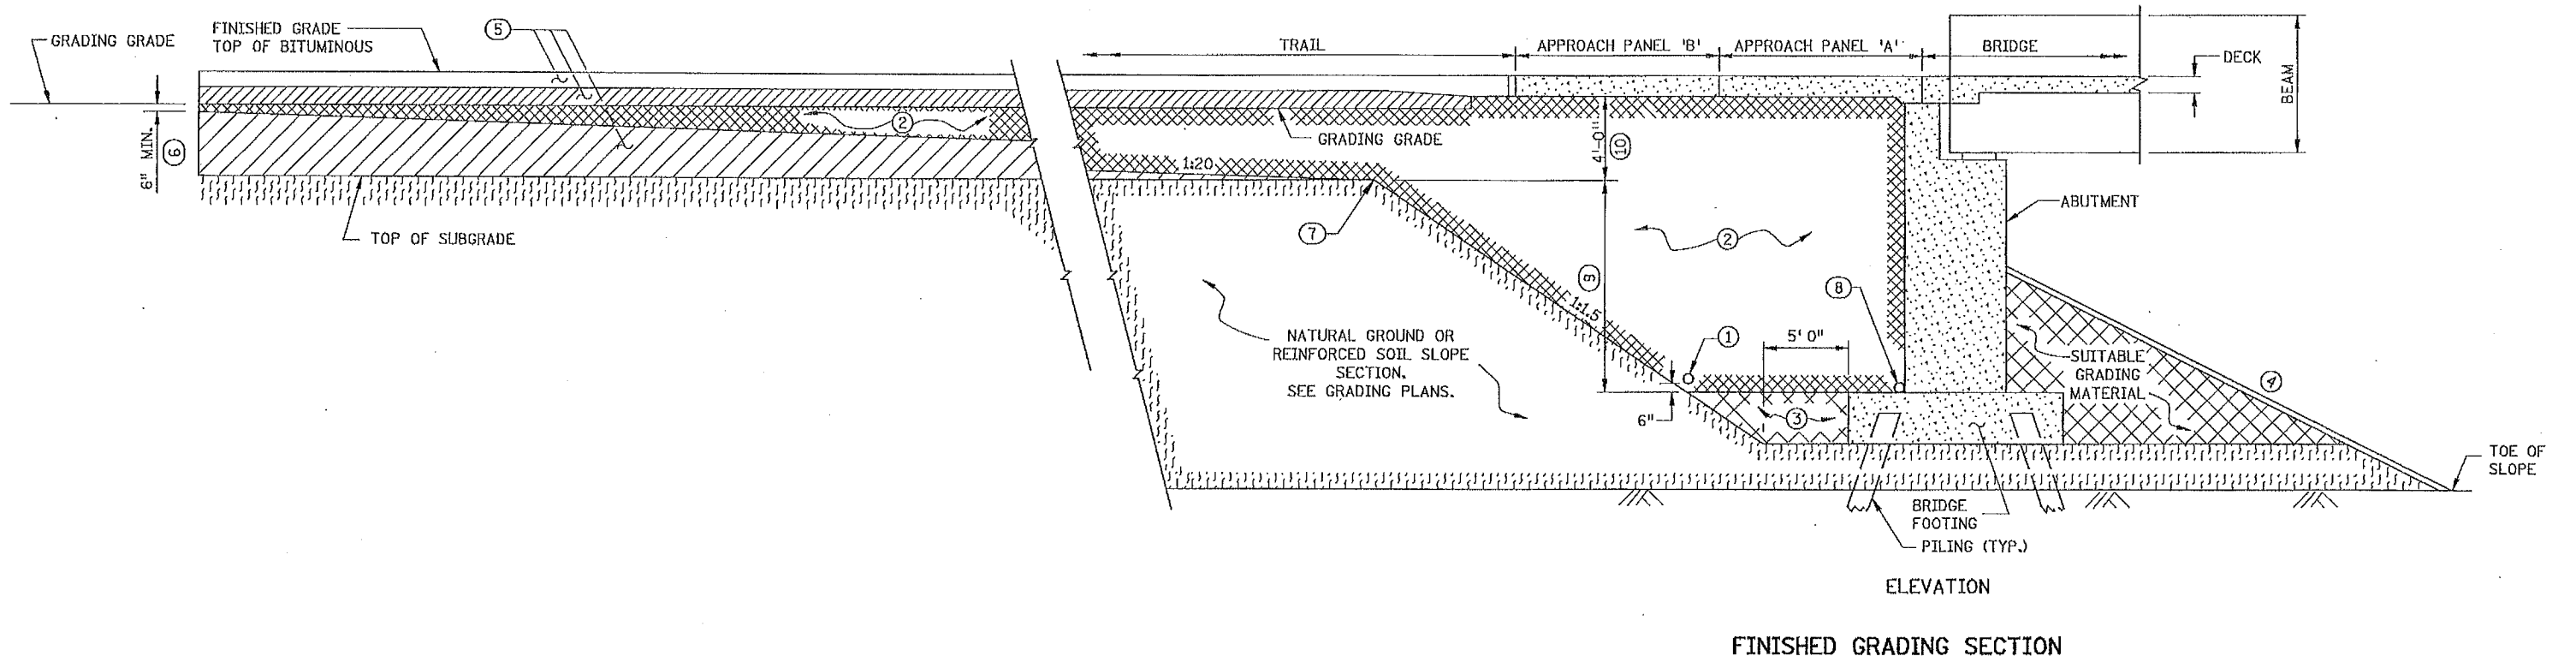 GRADING GRADE
FINISHED GRADE
TOP OF BITUMINOUS
5
TRAIL
APPROACH PANEL 'B'
APPROACH PANEL 'A'
BRIDGE
DECK
BEAM
6" MIN.
6
2
GRADING GRADE
4'-0"
10
1:20
TOP OF SUBGRADE
7
2
ABUTMENT
9
8
1:1.5
NATURAL GROUND OR
REINFORCED SOIL SLOPE
SECTION.
SEE GRADING PLANS.
1
5' 0"
SUITABLE
GRADING
MATERIAL
4
6"
3
TOE OF
SLOPE
BRIDGE
FOOTING
PILING (TYP.)
ELEVATION
FINISHED GRADING SECTION